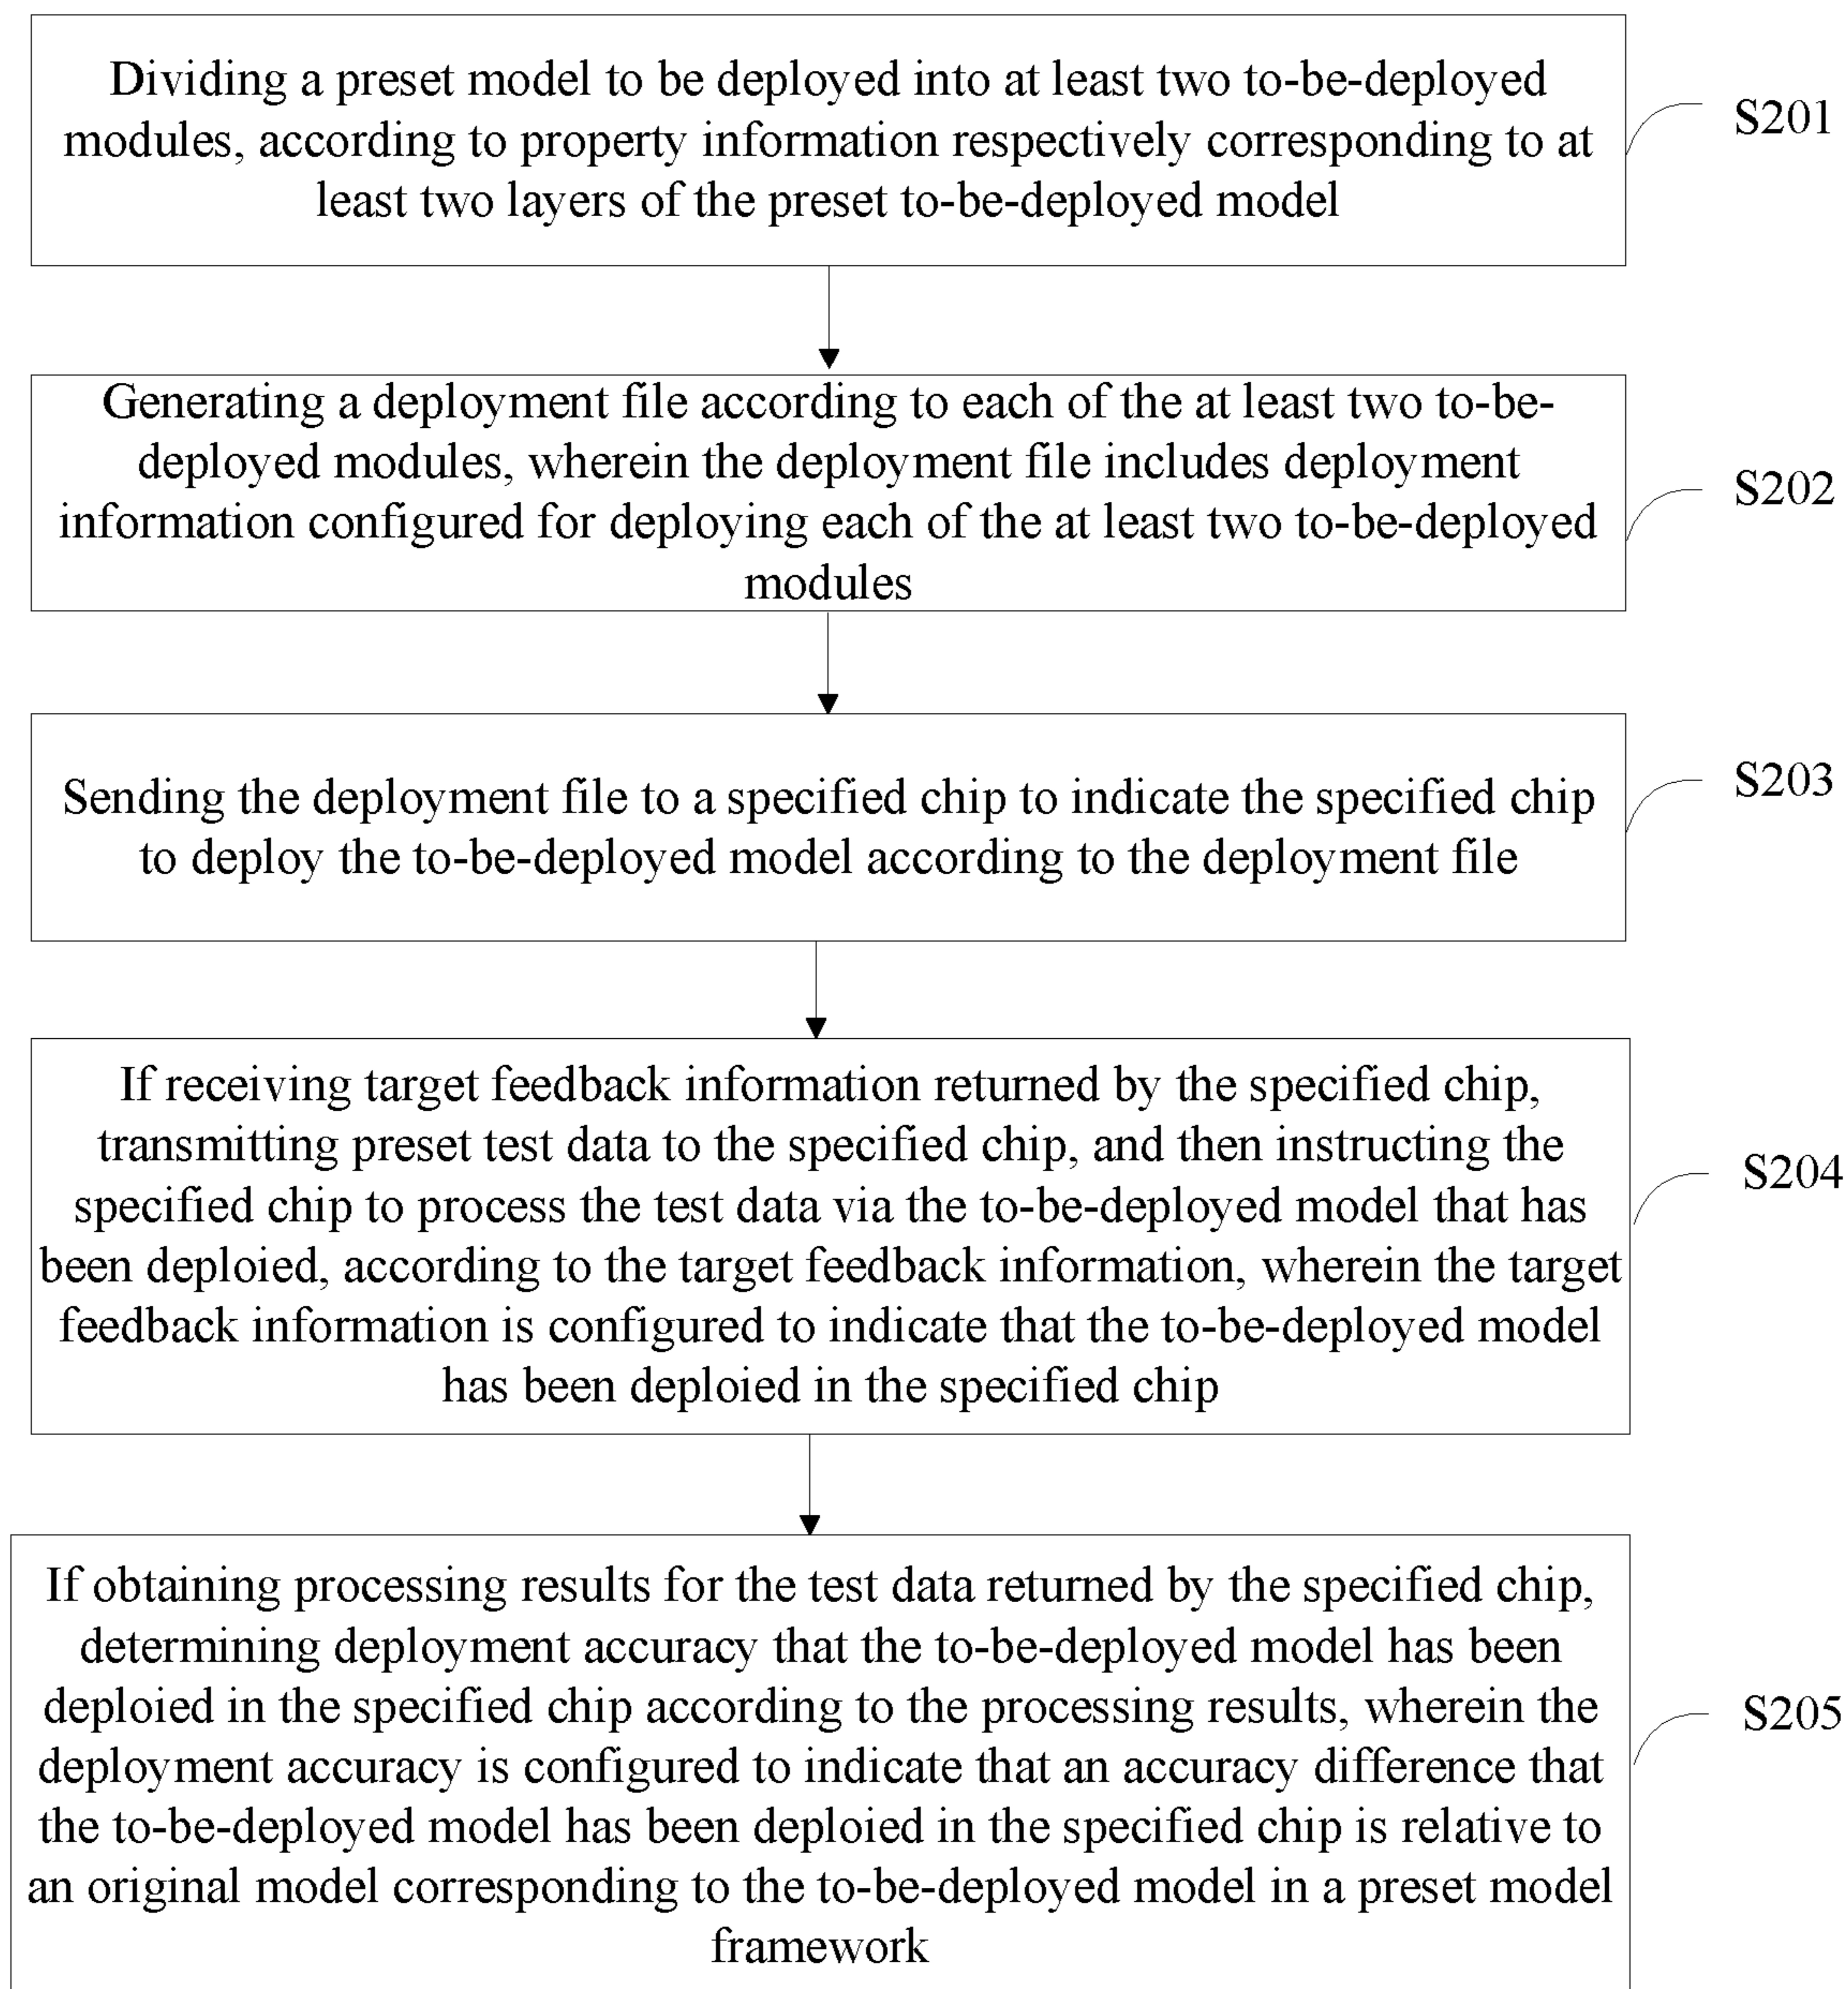 Dividing a preset model to be deployed into at least two to-be-deployed
modules, according to property information respectively corresponding to at
least two layers of the preset to-be-deployed model
S201
Generating a deployment file according to each of the at least two to-be-
deployed modules, wherein the deployment file includes deployment
information configured for deploying each of the at least two to-be-deployed
modules
S202
Sending the deployment file to a specified chip to indicate the specified chip
to deploy the to-be-deployed model according to the deployment file
S203
If receiving target feedback information returned by the specified chip,
transmitting preset test data to the specified chip, and then instructing the
specified chip to process the test data via the to-be-deployed model that has
been deploied, according to the target feedback information, wherein the target
feedback information is configured to indicate that the to-be-deployed model
has been deploied in the specified chip
S204
If obtaining processing results for the test data returned by the specified chip,
determining deployment accuracy that the to-be-deployed model has been
deploied in the specified chip according to the processing results, wherein the
deployment accuracy is configured to indicate that an accuracy difference that
the to-be-deployed model has been deploied in the specified chip is relative to
an original model corresponding to the to-be-deployed model in a preset model
framework
S205